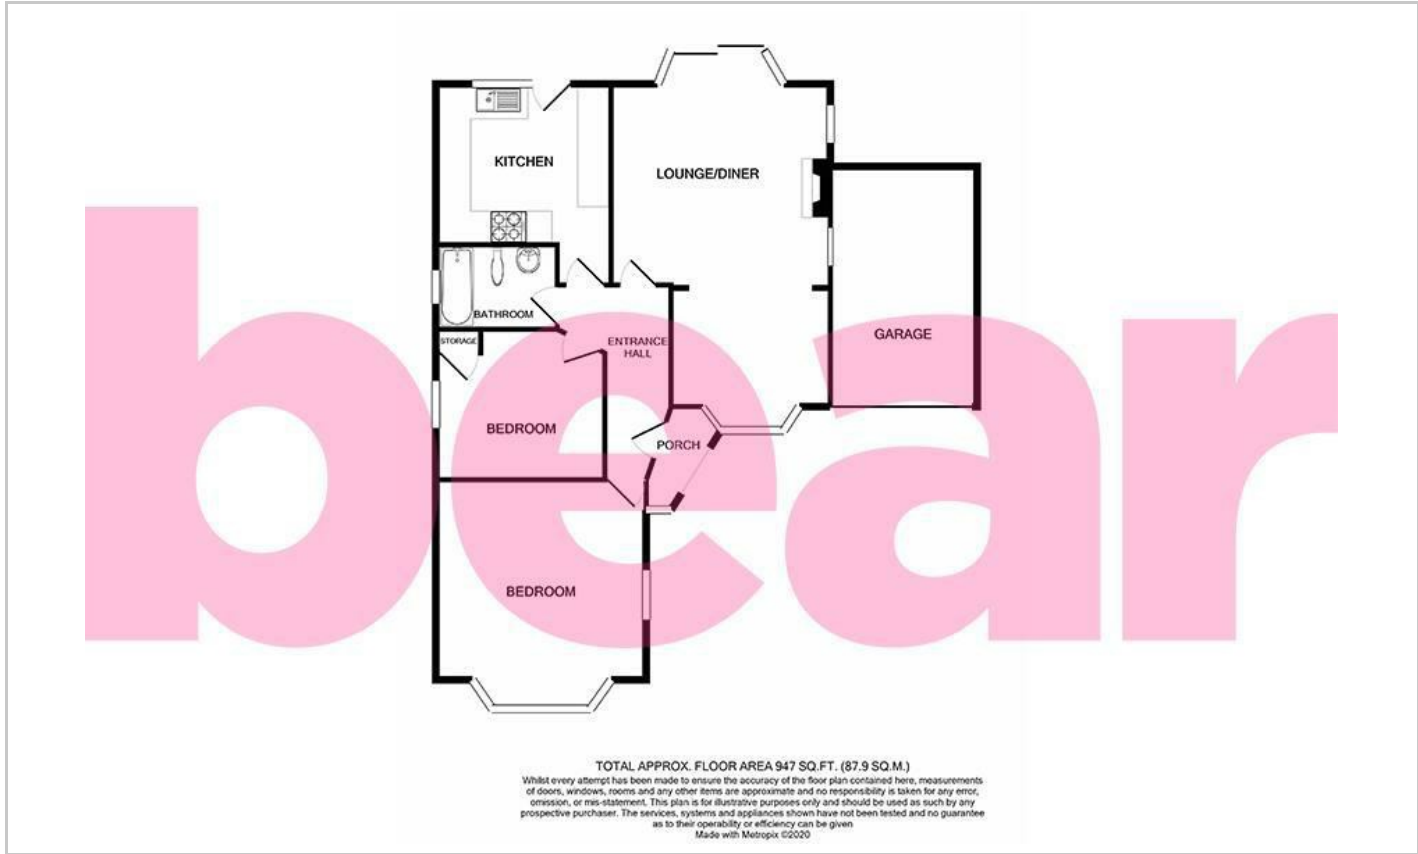 KITCHEN
LOUNGE/DINER
BATHROOM
STORAGE
ENTRANCE
HALL
GARAGE
BEDROOM
PORCH
BEDROOM
bear
TOTAL APPROX. FLOOR AREA 947 SQ.FT. (87.9 SQ.M.)
Whilst every attempt has been made to ensure the accuracy of the floor plan contained here, measurements
of doors, windows, rooms and any other items are approximate and no responsibility is taken for any error,
omission, or mis-statement. This plan is for illustrative purposes only and should be used as such by any
prospective purchaser. The services, systems and appliances shown have not been tested and no guarantee
as to their operability or efficiency can be given
Made with Metropix ©2020